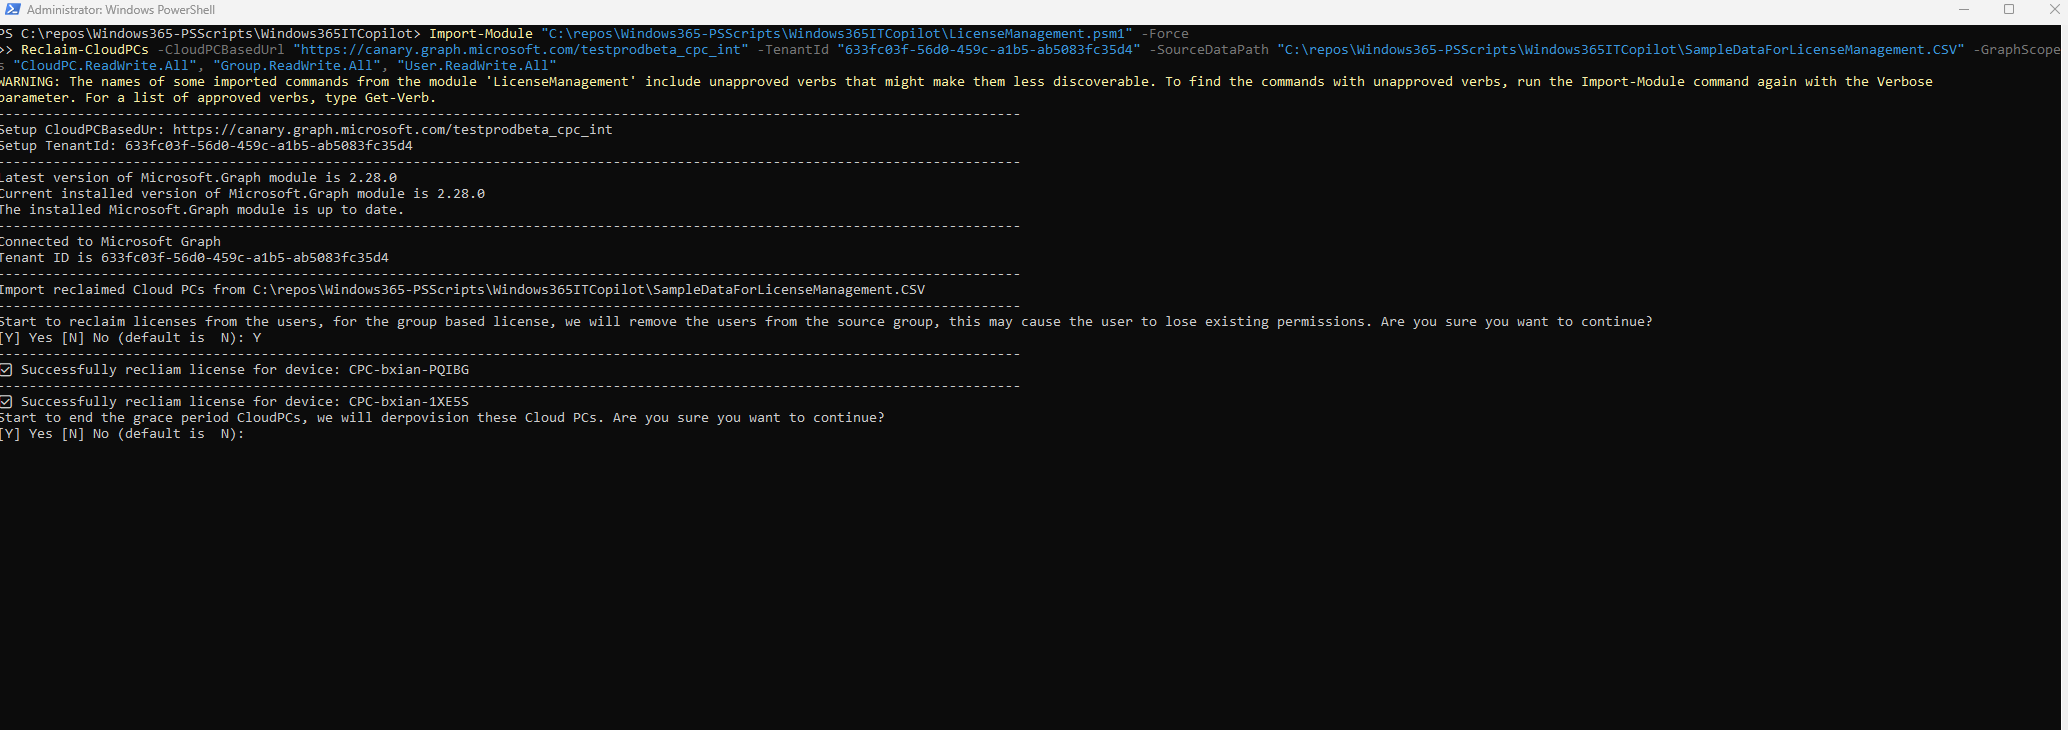 Administrator: Windows PowerShell
PS C:\repos\Windows365-PSScripts\Windows365ITCopilot> Import-Module "C:\repos\Windows365-PSScripts\Windows365ITCopilot\LicenseManagement.psm1" -Force
>> Reclaim-CloudPCs -CloudPCBasedUrl "https://canary.graph.microsoft.com/testprodbeta_cpc_int" -TenantId "633fc03f-56d0-459c-a1b5-ab5083fc35d4" -SourceDataPath "C:\repos\Windows365-PSScripts\Windows365ITCopilot\SampleDataForLicenseManagement.CSV" -GraphScope
s "CloudPC.ReadWrite.All", "Group.ReadWrite.All", "User.ReadWrite.All"
WARNING: The names of some imported commands from the module 'LicenseManagement' include unapproved verbs that might make them less discoverable. To find the commands with unapproved verbs, run the Import-Module command again with the Verbose
parameter. For a list of approved verbs, type Get-Verb.
--------------------------------------------------------------------------------------------------------------------------------
Setup CloudPCBasedUr: https://canary.graph.microsoft.com/testprodbeta_cpc_int
Setup TenantId: 633fc03f-56d0-459c-a1b5-ab5083fc35d4
--------------------------------------------------------------------------------------------------------------------------------
Latest version of Microsoft.Graph module is 2.28.0
Current installed version of Microsoft.Graph module is 2.28.0
The installed Microsoft.Graph module is up to date.
--------------------------------------------------------------------------------------------------------------------------------
Connected to Microsoft Graph
Tenant ID is 633fc03f-56d0-459c-a1b5-ab5083fc35d4
--------------------------------------------------------------------------------------------------------------------------------
Import reclaimed Cloud PCs from C:\repos\Windows365-PSScripts\Windows365ITCopilot\SampleDataForLicenseManagement.CSV
--------------------------------------------------------------------------------------------------------------------------------
Start to reclaim licenses from the users, for the group based license, we will remove the users from the source group, this may cause the user to lose existing permissions. Are you sure you want to continue?
[Y] Yes [N] No (default is  N): Y
--------------------------------------------------------------------------------------------------------------------------------
☑ Successfully recliam license for device: CPC-bxian-PQIBG
--------------------------------------------------------------------------------------------------------------------------------
☑ Successfully recliam license for device: CPC-bxian-1XE5S
Start to end the grace period CloudPCs, we will derpovision these Cloud PCs. Are you sure you want to continue?
[Y] Yes [N] No (default is  N):